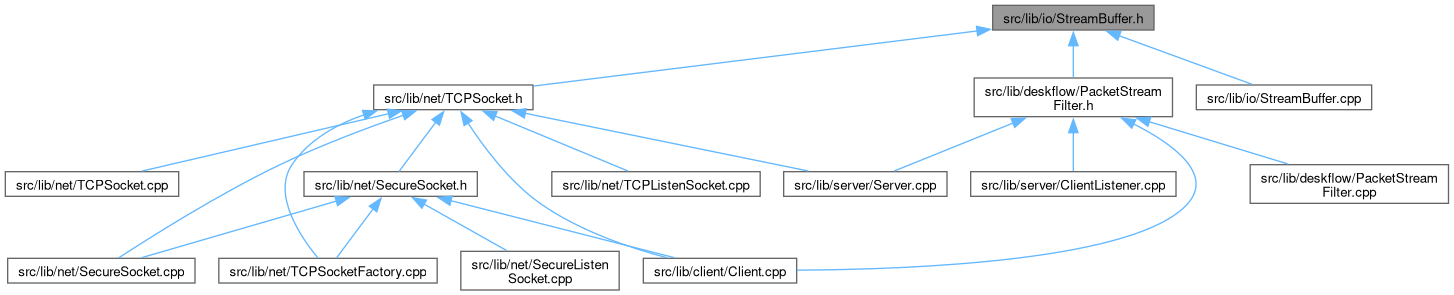 src/lib/io/StreamBuffer.h
src/lib/net/TCPSocket.h
src/lib/deskflow/PacketStream
Filter.h
src/lib/io/StreamBuffer.cpp
src/lib/net/TCPSocket.cpp
src/lib/net/SecureSocket.h
src/lib/net/TCPListenSocket.cpp
src/lib/server/Server.cpp
src/lib/server/ClientListener.cpp
src/lib/deskflow/PacketStream
Filter.cpp
src/lib/net/SecureSocket.cpp
src/lib/net/TCPSocketFactory.cpp
src/lib/net/SecureListen
Socket.cpp
src/lib/client/Client.cpp